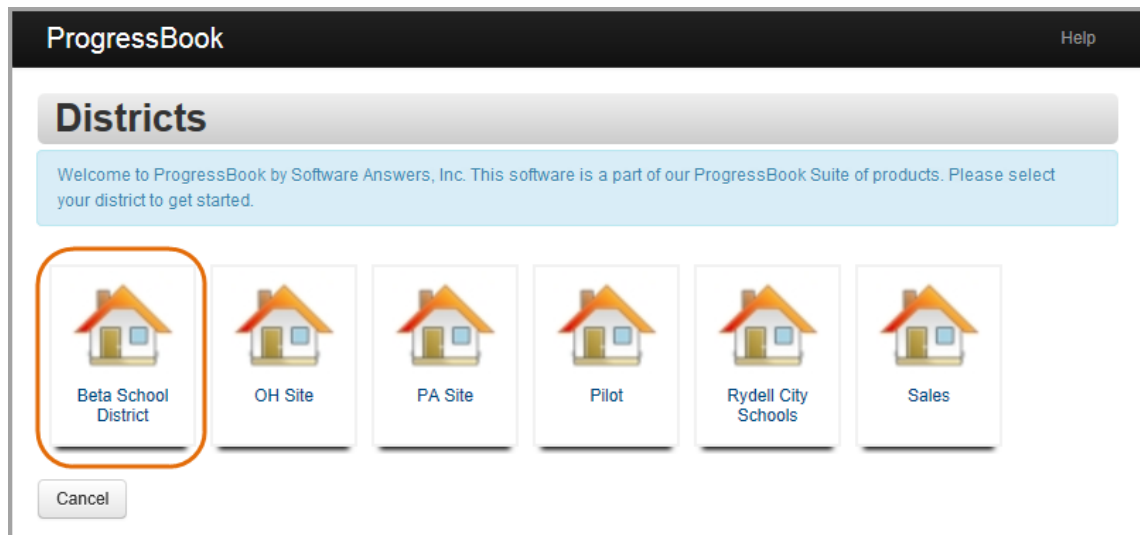 ProgressBook
Help
Districts
Welcome to ProgressBook by Software Answers, Inc. This software is a part of our ProgressBook Suite of products. Please select
your district to get started.
Beta School
District
OH Site
PA Site
Pilot
Rydell City
Schools
Sales
Cancel